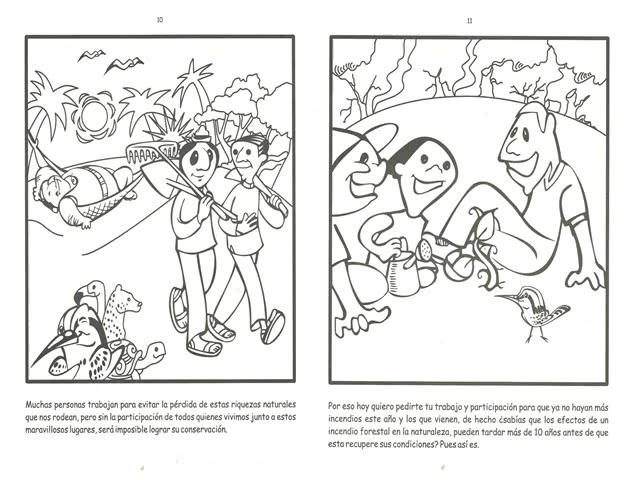 10
Muchas personas trabajan para evitar la pérdida de estas riquezas naturales
que nos rodean, pero sin la participación de todos quienes vivimos junto a estos
maravillosos lugares, será imposible lograr su conservación.
11
Por eso hoy quiero pedirte tu trabajo y participación para que ya no hayan más
incendios este año y los que vienen, de hecho ¿sabías que los efectos de un
incendio forestal en la naturaleza, pueden tardar más de 10 años antes de que
esta recupere sus condiciones? Pues así es.